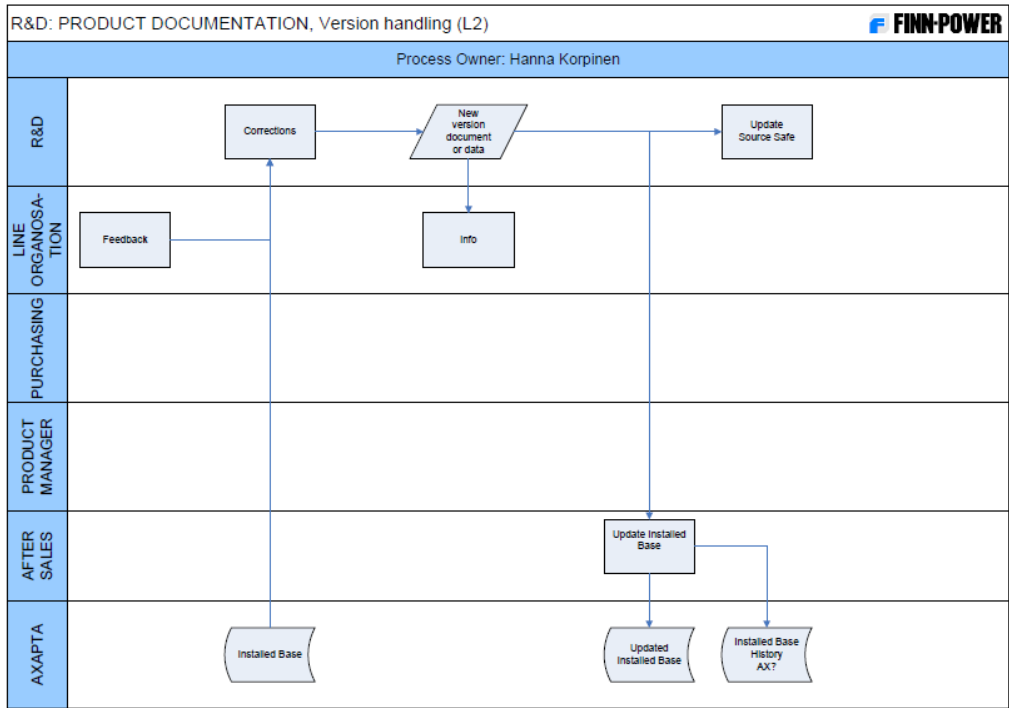 R&D: PRODUCT DOCUMENTATION, Version handling (L2)
FINN-POWER
Process Owner: Hanna Korpinen
R&D
Corrections
New
version
document
or data
Update
Source Safe
LINE
ORGANOSA-
TION
Feedback
Info
PURCHASING
PRODUCT
MANAGER
AFTER
SALES
Update Installed
Base
AXAPTA
Installed Base
Updated
Installed Base
Installed Base
History
AX?